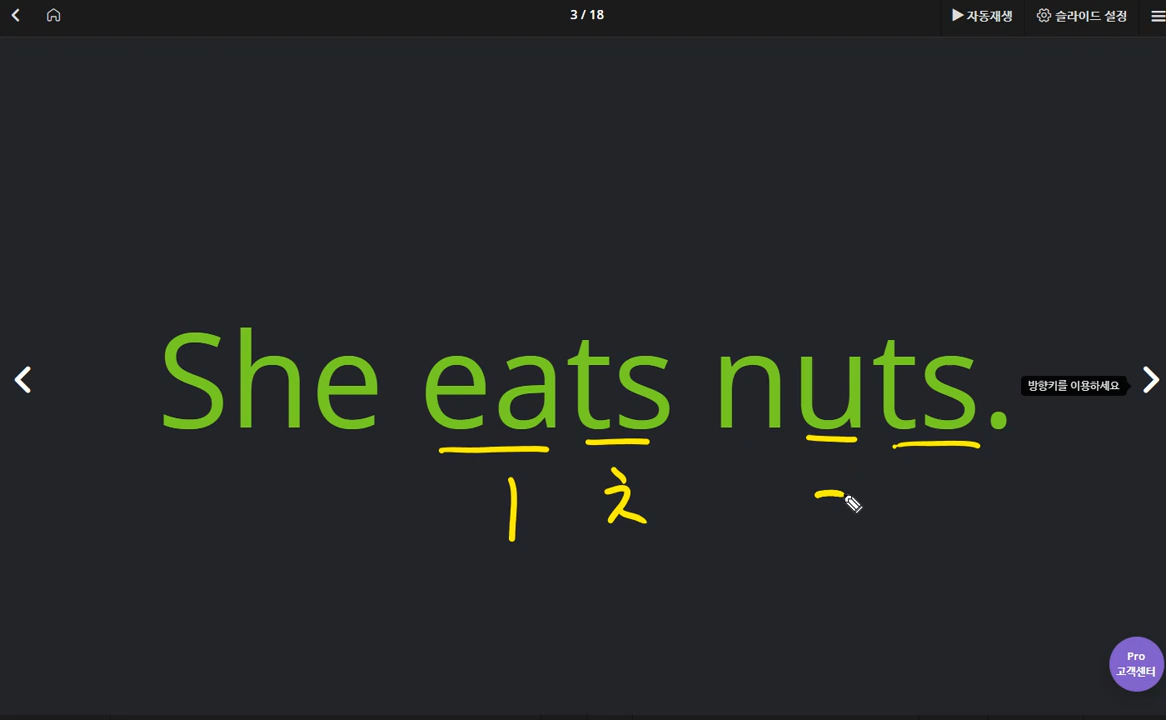 3 / 18
▶ 자동재생
슬라이드 설정
She eats nuts.
방향키를 이용하세요
ㅣ ㅊ
Pro
고객센터